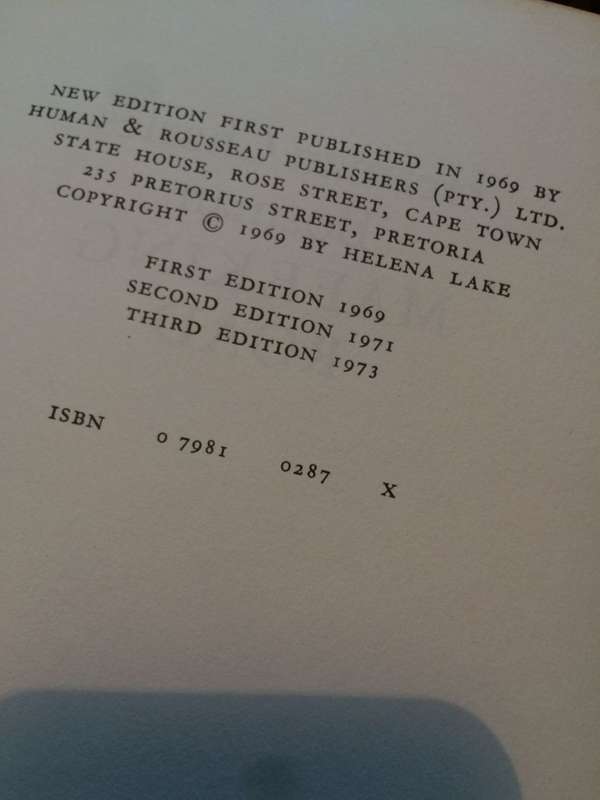 NEW EDITION FIRST PUBLISHED IN 1969 BY
HUMAN & ROUSSEAU PUBLISHERS (PTY.) LTD.
STATE HOUSE, ROSE STREET, CAPE TOWN
235 PRETORIUS STREET, PRETORIA
COPYRIGHT © 1969 BY HELENA LAKE
FIRST EDITION 1969
SECOND EDITION 1971
THIRD EDITION 1973
ISBN 0 7981 0287 X